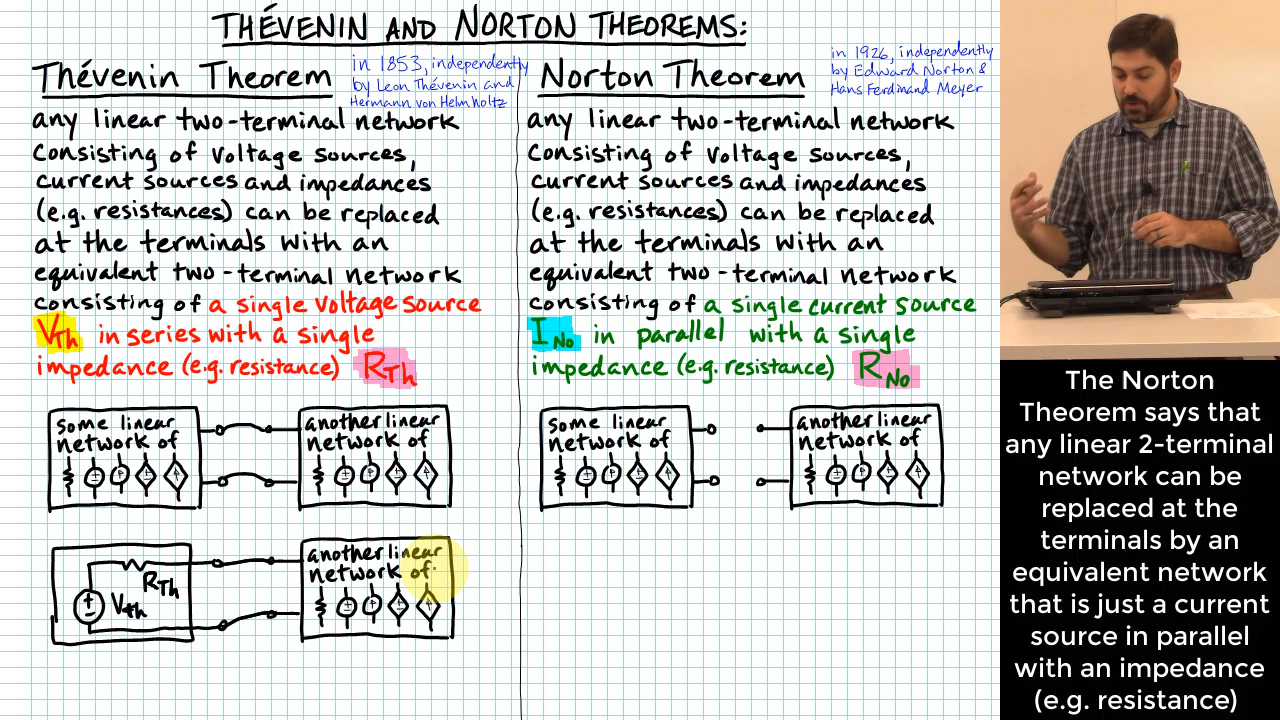 THÉVENIN AND NORTON THEOREMS:
Thévenin Theorem
in 1853, independently
by Leon Thévenin and
Hermann von Helmholtz
any linear two-terminal network
consisting of voltage sources,
current sources and impedances
(e.g. resistances) can be replaced
at the terminals with an
equivalent two-terminal network
consisting of a single voltage source
VTh in series with a single
impedance (e.g. resistance) RTh
some linear
network of
another linear
network of
RTh
Vth
another linear
network of
Norton Theorem
in 1926, independently
by Edward Norton &
Hans Ferdinand Meyer
any linear two-terminal network
consisting of voltage sources,
current sources and impedances
(e.g. resistances) can be replaced
at the terminals with an
equivalent two-terminal network
consisting of a single current source
INo in parallel with a single
impedance (e.g. resistance) RNo
some linear
network of
another linear
network of
The Norton
Theorem says that
any linear 2-terminal
network can be
replaced at the
terminals by an
equivalent network
that is just a current
source in parallel
with an impedance
(e.g. resistance)